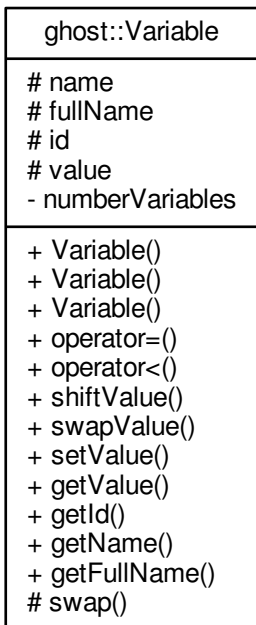 ghost::Variable
# name
# fullName
# id
# value
- numberVariables
+ Variable()
+ Variable()
+ Variable()
+ operator=()
+ operator<()
+ shiftValue()
+ swapValue()
+ setValue()
+ getValue()
+ getId()
+ getName()
+ getFullName()
# swap()